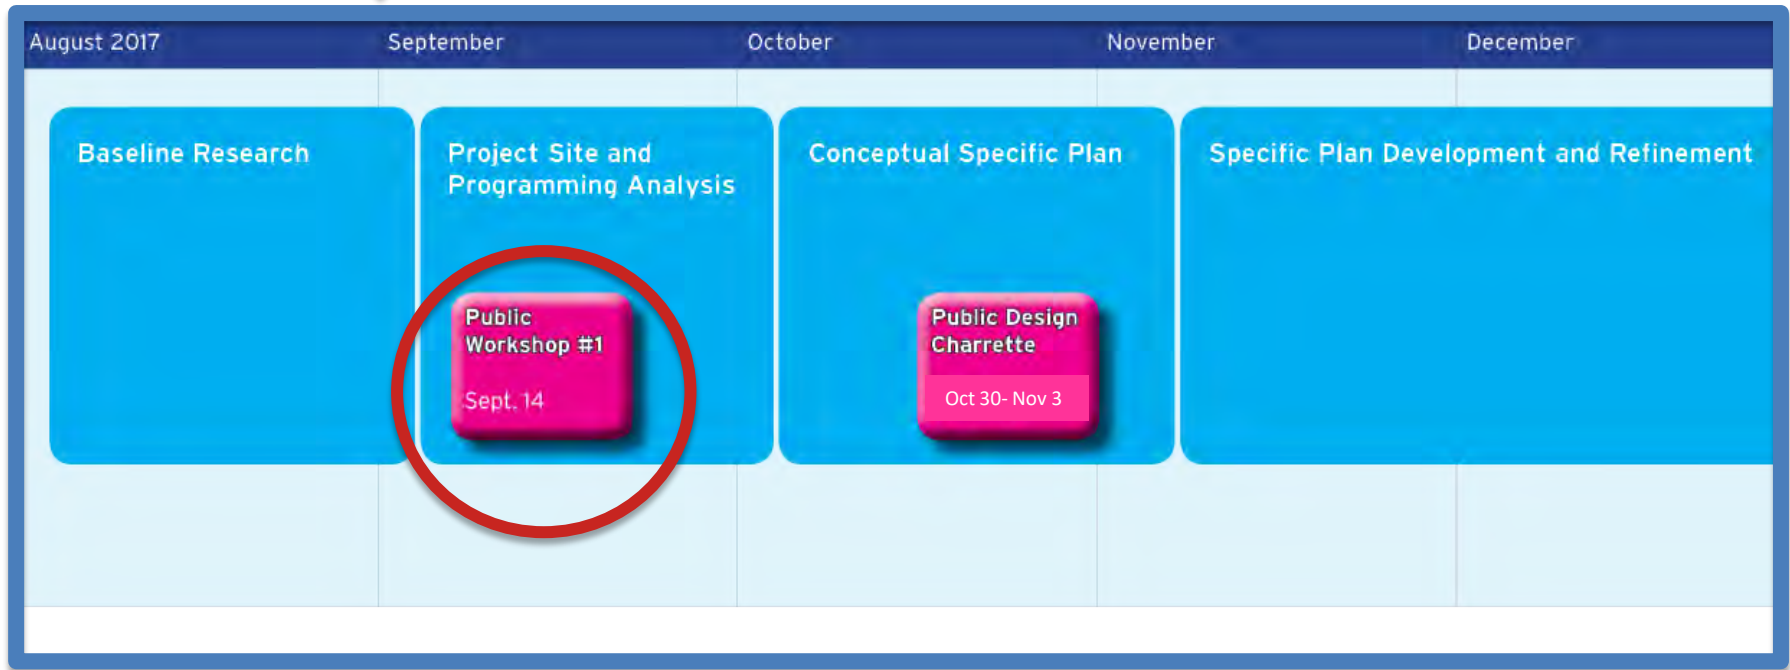 August 2017
September
October
November
December
Baseline Research
Project Site and
Programming Analysis
Conceptual Specific Plan
Specific Plan Development and Refinement
Public
Workshop #1
Sept. 14
Public Design
Charrette
Oct 30- Nov 3